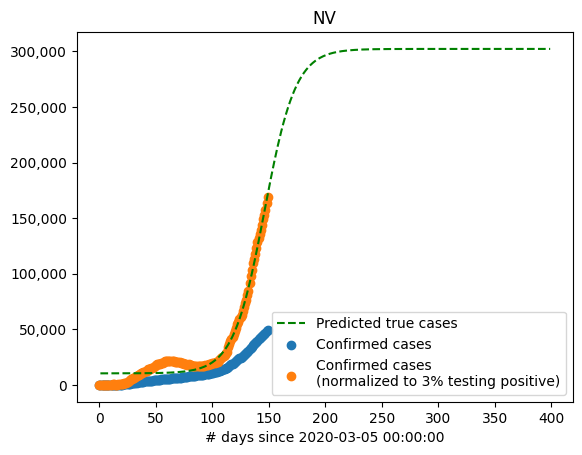 NV
300,000
250,000
200,000
150,000
100,000
50,000
0
0 50 100 150 200 250 300 350 400
# days since 2020-03-05 00:00:00
Predicted true cases
Confirmed cases
Confirmed cases
(normalized to 3% testing positive)